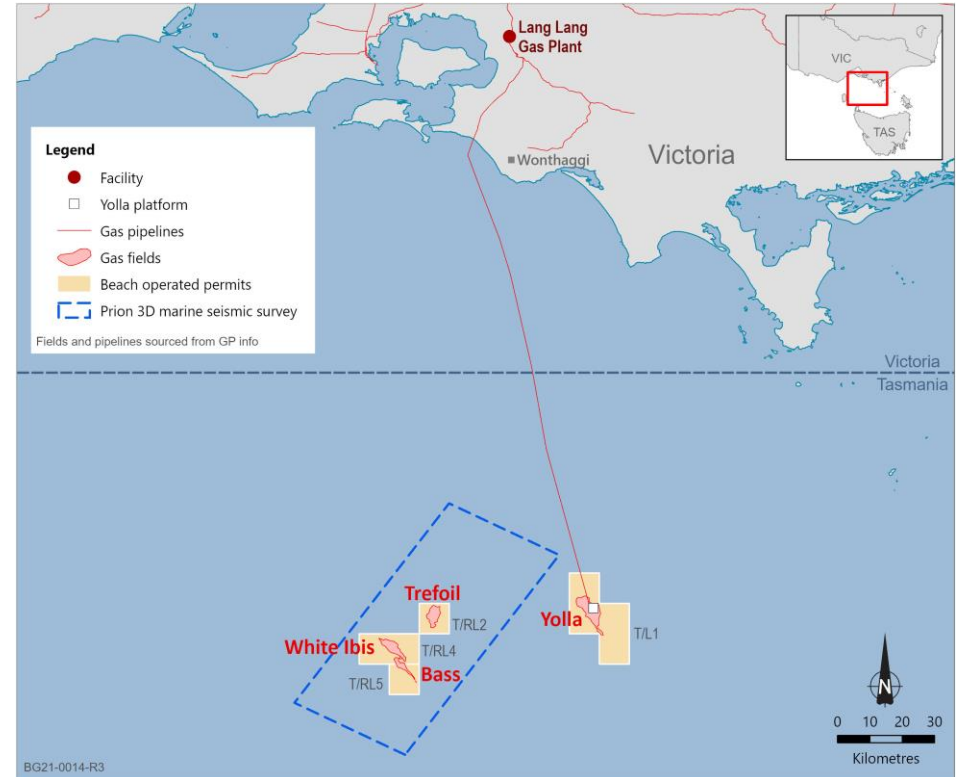 Lang Lang
Gas Plant
VIC
TAS
Legend
Facility
Yolla platform
Gas pipelines
Gas fields
Beach operated permits
Prion 3D marine seismic survey
Fields and pipelines sourced from GP info
Wonthaggi
Victoria
Victoria
Tasmania
Trefoil
T/RL2
Yolla
T/L1
White Ibis
T/RL4
Bass
T/RL5
N
0 10 20 30
Kilometres
BG21-0014-R3